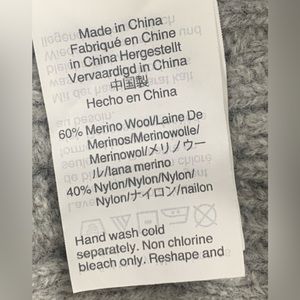 Made in China
Fabriqué en Chine
in China Hergestellt
Vervaardigd in China
中国製
Hecho en China
60% Merino Wool/Laine De
Merinos/Merinowolle/
Merinowol/メリノウー
ル/lana merino
40% Nylon/Nylon/Nylon/
Nylon/ナイロン/nailon
Hand wash cold
separately. Non chlorine
bleach only. Reshape and